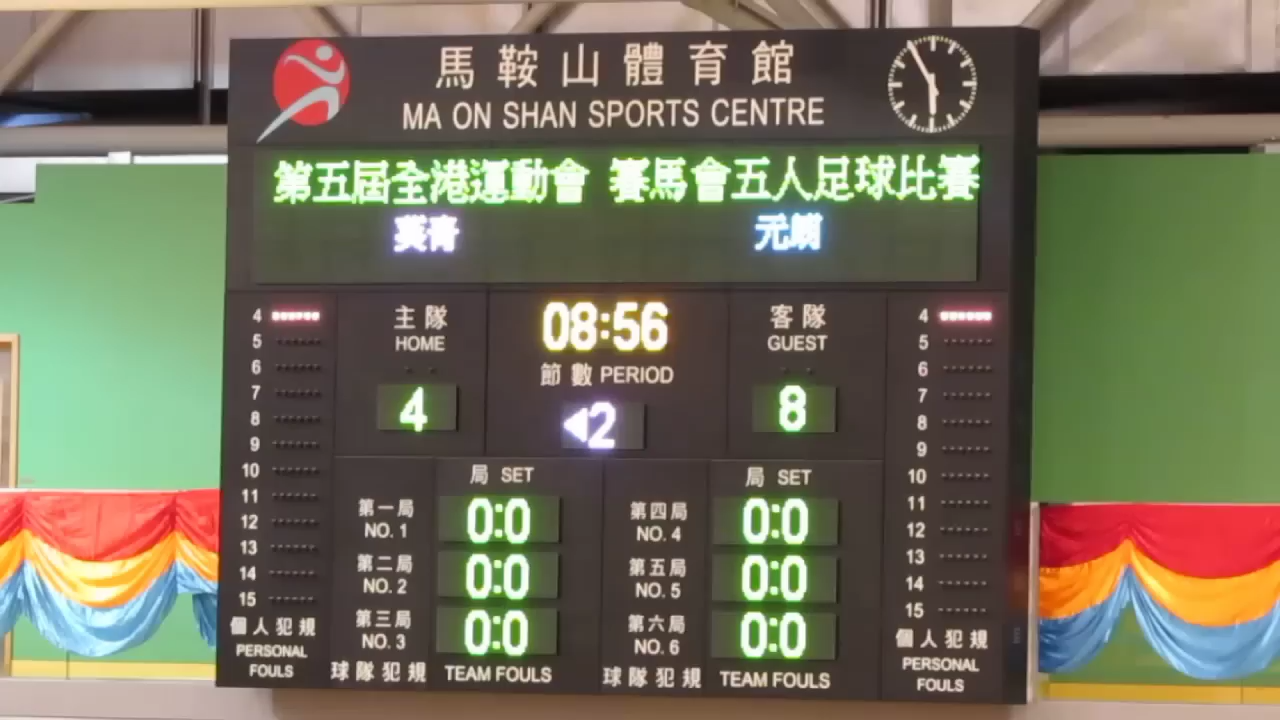 馬鞍山體育館
MA ON SHAN SPORTS CENTRE
第五屆全港運動會 賽馬會五人足球比賽
葵青 元朗
主隊
HOME
4
08:56
節數 PERIOD
◀2
客隊
GUEST
8
4
5
6
7
8
9
10
11
12
13
14
15
個人犯規
PERSONAL
FOULS
局 SET
第一局
NO. 1
0:0
第二局
NO. 2
0:0
第三局
NO. 3
0:0
球隊犯規 TEAM FOULS
局 SET
第四局
NO. 4
0:0
第五局
NO. 5
0:0
第六局
NO. 6
0:0
球隊犯規 TEAM FOULS
4
5
6
7
8
9
10
11
12
13
14
15
個人犯規
PERSONAL
FOULS